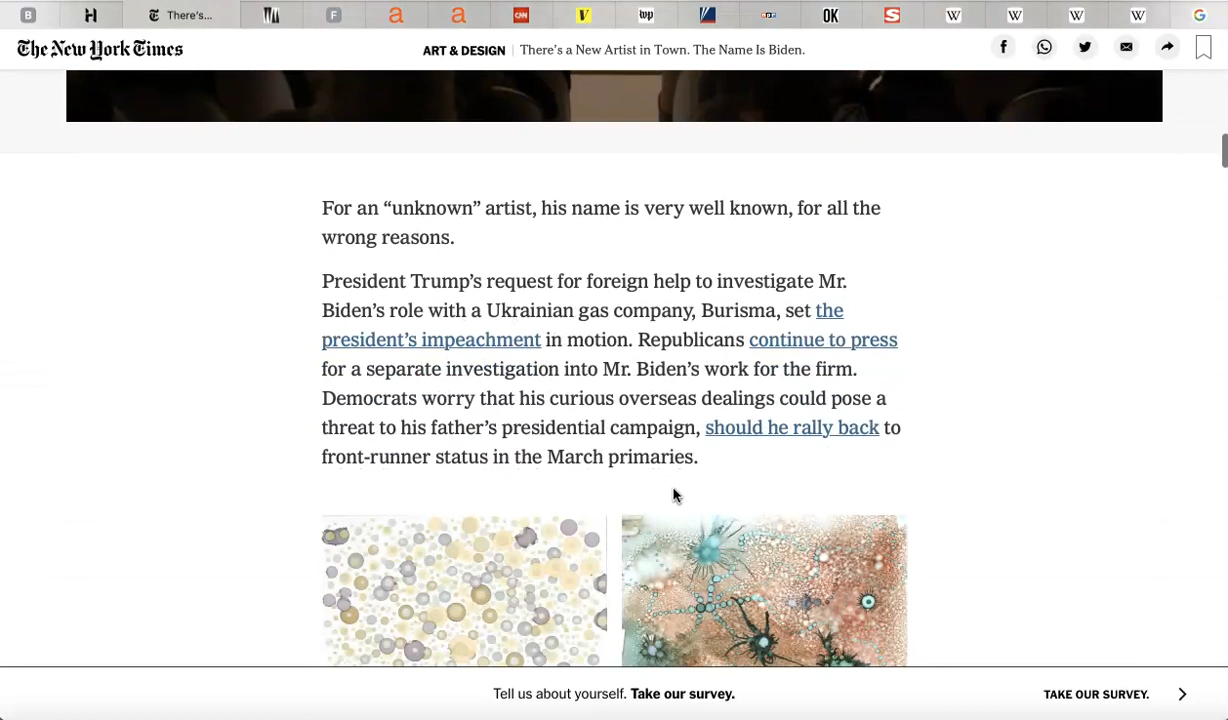 B
H
There's...
F
a
a
CNN
V
wp
npr
OK
S
W
W
W
W
G
The New York Times
ART & DESIGN | There's a New Artist in Town. The Name Is Biden.
For an “unknown” artist, his name is very well known, for all the
wrong reasons.
President Trump’s request for foreign help to investigate Mr.
Biden’s role with a Ukrainian gas company, Burisma, set the
president’s impeachment in motion. Republicans continue to press
for a separate investigation into Mr. Biden’s work for the firm.
Democrats worry that his curious overseas dealings could pose a
threat to his father’s presidential campaign, should he rally back to
front-runner status in the March primaries.
Tell us about yourself. Take our survey.
TAKE OUR SURVEY.